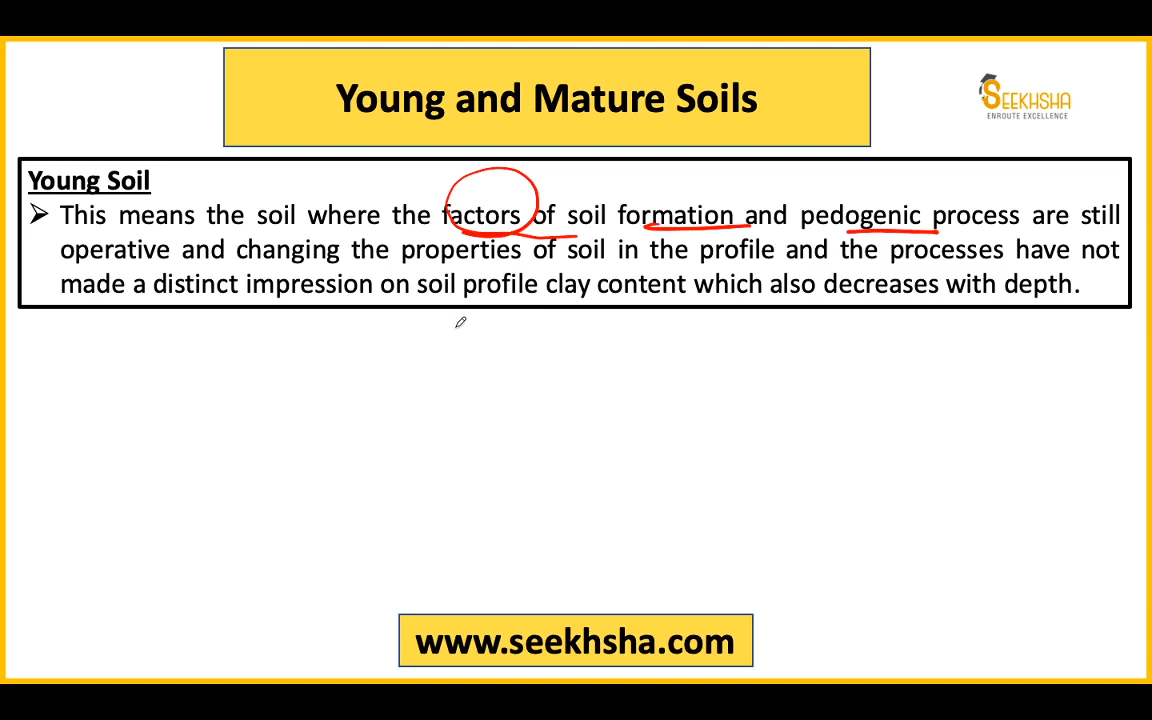 Young and Mature Soils
SEEKHSHA
ENROUTE EXCELLENCE
Young Soil
➢ This means the soil where the factors of soil formation and pedogenic process are still
operative and changing the properties of soil in the profile and the processes have not
made a distinct impression on soil profile clay content which also decreases with depth.
www.seekhsha.com